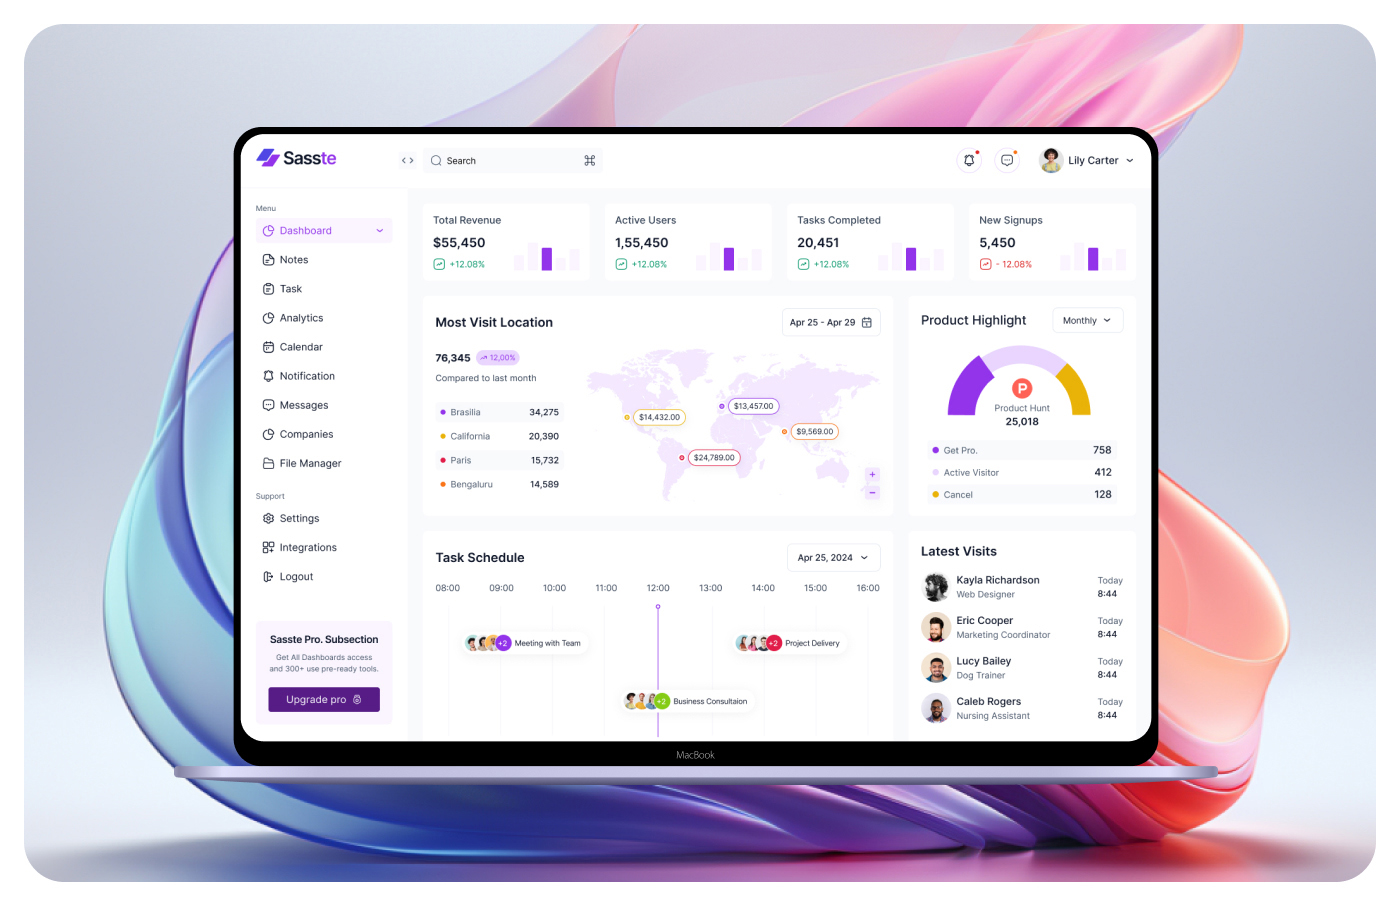 Sasste
Search
Lily Carter
Menu
Dashboard
Notes
Task
Analytics
Calendar
Notification
Messages
Companies
File Manager
Support
Settings
Integrations
Logout
Sasste Pro. Subsection
Get All Dashboards access
and 300+ use pre-ready tools.
Upgrade pro
Total Revenue
$55,450
+12.08%
Active Users
1,55,450
+12.08%
Tasks Completed
20,451
+12.08%
New Signups
5,450
- 12.08%
Most Visit Location
Apr 25 - Apr 29
76,345 12,00%
Compared to last month
Brasilia 34,275
California 20,390
Paris 15,732
Bengaluru 14,589
$14,432.00
$13,457.00
$9,569.00
$24,789.00
+
−
Product Highlight
Monthly
P
Product Hunt
25,018
Get Pro. 758
Active Visitor 412
Cancel 128
Task Schedule
Apr 25, 2024
08:00 09:00 10:00 11:00 12:00 13:00 14:00 15:00 16:00
+2 Meeting with Team
+2 Project Delivery
+2 Business Consultaion
Latest Visits
Kayla Richardson Today
Web Designer 8:44
Eric Cooper Today
Marketing Coordinator 8:44
Lucy Bailey Today
Dog Trainer 8:44
Caleb Rogers Today
Nursing Assistant 8:44
MacBook